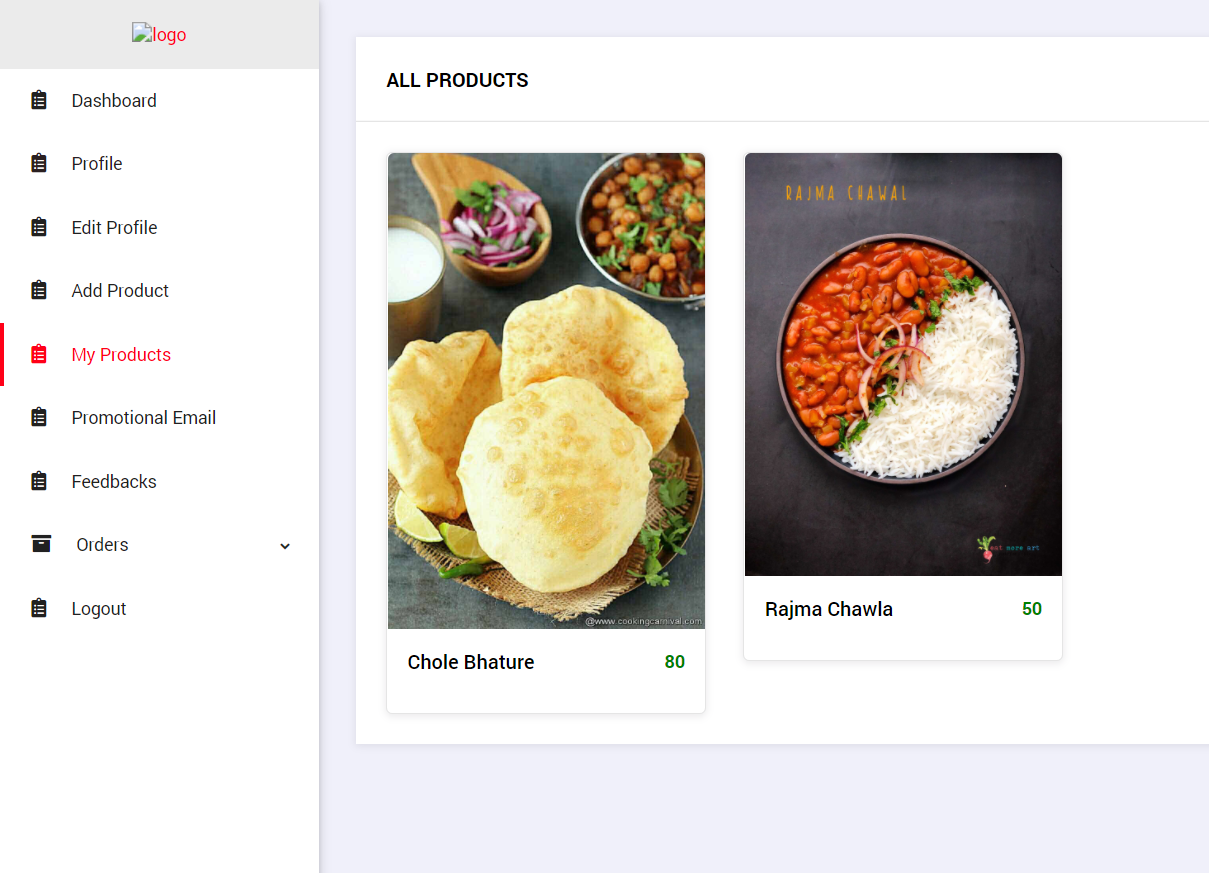 logo
Dashboard
Profile
Edit Profile
Add Product
My Products
Promotional Email
Feedbacks
Orders
Logout
ALL PRODUCTS
@www.cookingcarnival.com
Chole Bhature 80
RAJMA CHAWAL
eat more art
Rajma Chawla 50